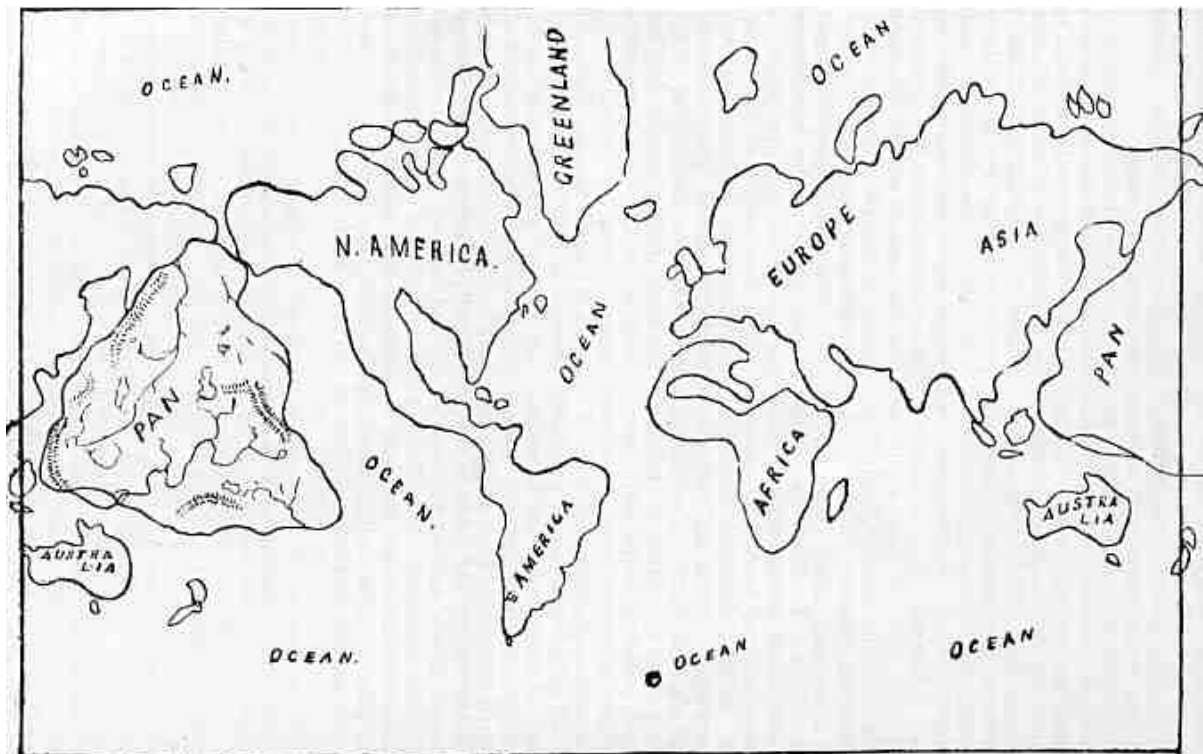 OCEAN.
GREENLAND
OCEAN
N. AMERICA.
EUROPE
ASIA
OCEAN
PAN
PAN
OCEAN.
AFRICA
S AMERICA
AUSTRA
LIA
AUSTRA
LIA
OCEAN.
OCEAN
OCEAN.